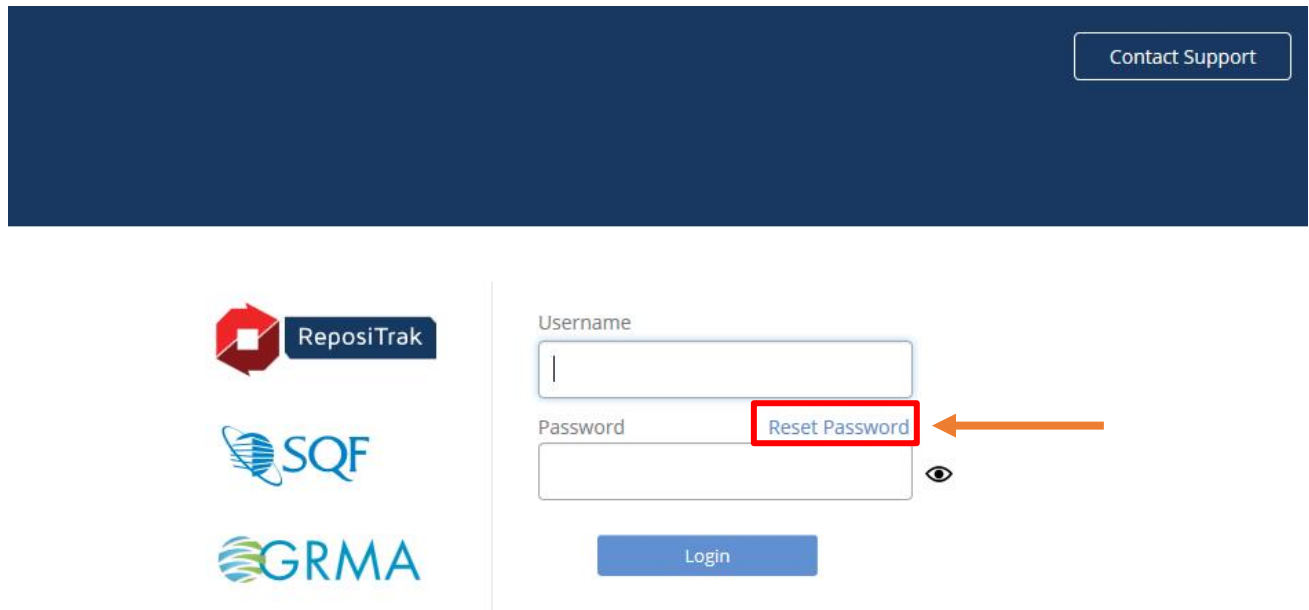 Contact Support
ReposiTrak
SQF
GRMA
Username
Password
Reset Password
Login